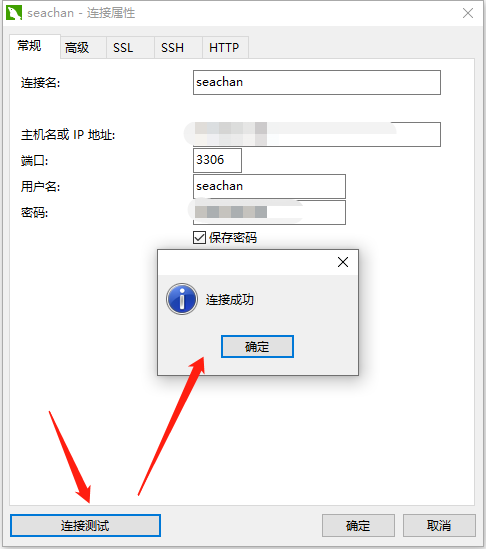 seachan - 连接属性
常规 高级 SSL SSH HTTP
连接名: seachan
主机名或 IP 地址:
端口: 3306
用户名: seachan
密码:
保存密码
连接成功
确定
连接测试 确定 取消